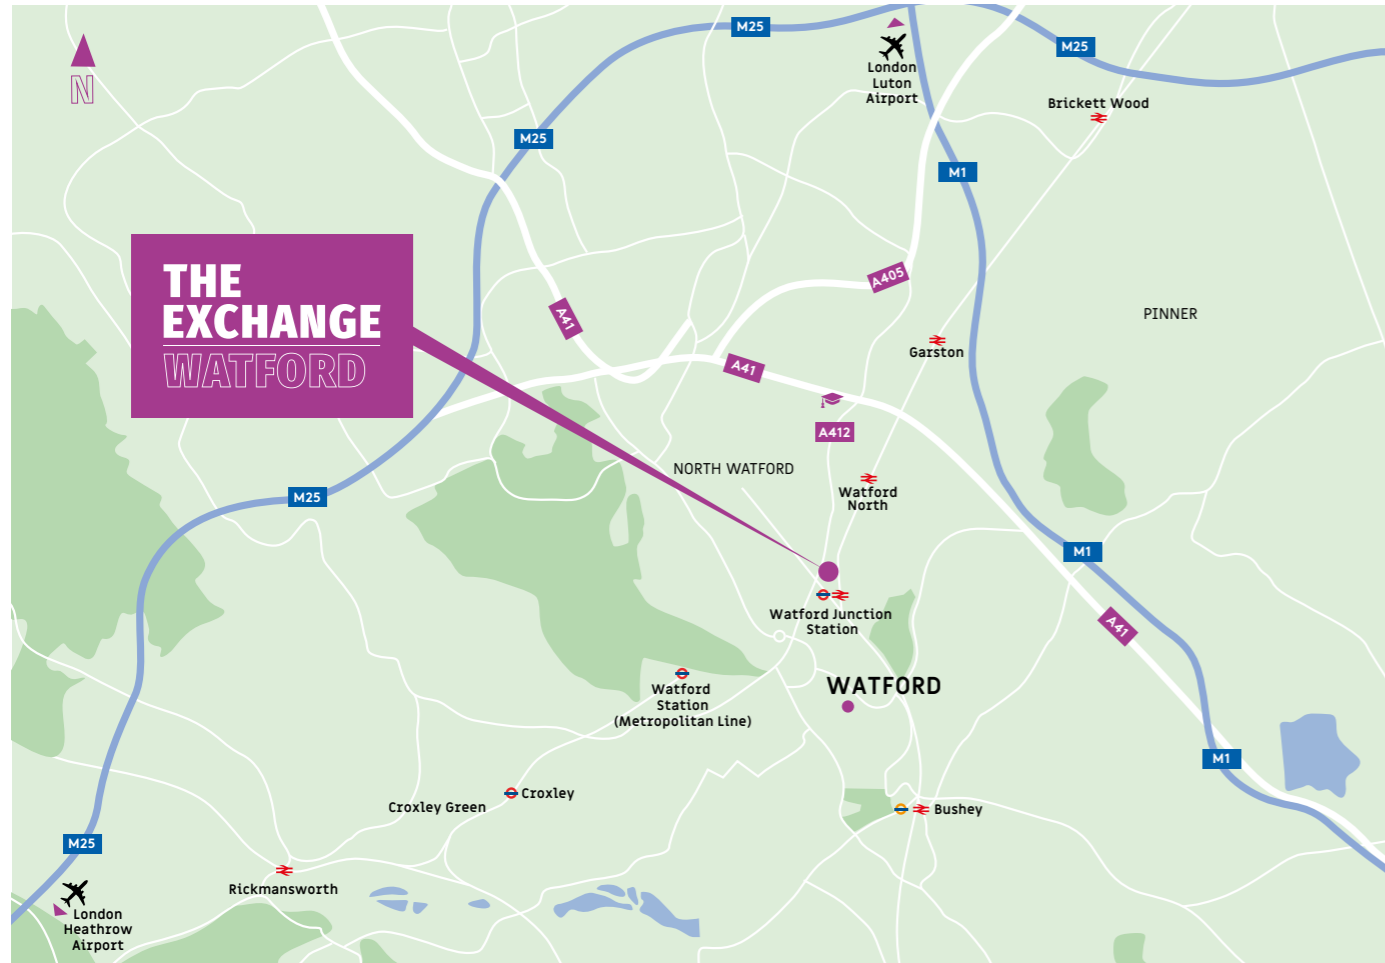 M25
M25
London
Luton
Airport
N
Brickett Wood
M25
M1
THE
EXCHANGE
WATFORD
A405
A41
PINNER
Garston
A41
A412
NORTH WATFORD
Watford
North
M25
M1
Watford Junction
Station
A41
WATFORD
Watford
Station
(Metropolitan Line)
M1
Croxley
Croxley Green
Bushey
M25
Rickmansworth
London
Heathrow
Airport